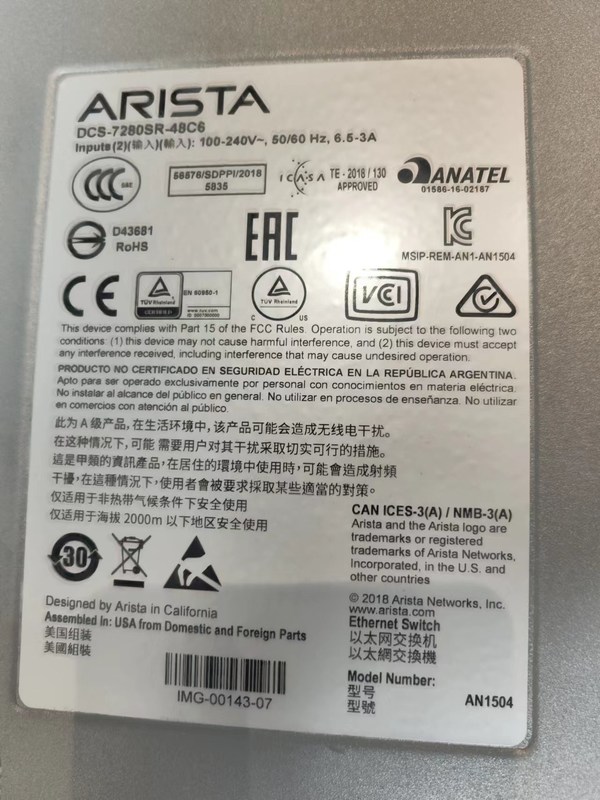 ARISTA
DCS-7280SR-48C6
Inputs (2)(输入)(輸入): 100-240V~, 50/60 Hz, 6.5-3A
CCC
56576/SDPPI/2018
5835
ICASA
TE - 2018 / 130
APPROVED
ANATEL
01586-16-02187
D43681
RoHS
EAC
MSIP-REM-AN1-AN1504
CE
TÜVRheinland
CERTIFIED
EN 60950-1
TÜVRheinland
C US
VCI
This device complies with Part 15 of the FCC Rules. Operation is subject to the following two
conditions: (1) this device may not cause harmful interference, and (2) this device must accept
any interference received, including interference that may cause undesired operation.
PRODUCTO NO CERTIFICADO EN SEGURIDAD ELÉCTRICA EN LA REPÚBLICA ARGENTINA.
Apto para ser operado exclusivamente por personal con conocimientos en materia eléctrica.
No instalar al alcance del público en general. No utilizar en procesos de enseñanza. No utilizar
en comercios con atención al público.
此为 A 级产品, 在生活环境中, 该产品可能会造成无线电干扰。
在这种情况下, 可能 需要用户对其干扰采取切实可行的措施。
這是甲類的資訊產品, 在居住的環境中使用時, 可能會造成射頻
干擾, 在這種情況下, 使用者會被要求採取某些適當的對策。
仅适用于非热带气候条件下安全使用
仅适用于海拔 2000m 以下地区安全使用
30
CAN ICES-3(A) / NMB-3(A)
Arista and the Arista logo are
trademarks or registered
trademarks of Arista Networks,
Incorporated, in the U.S. and
other countries
© 2018 Arista Networks, Inc.
www.arista.com
Ethernet Switch
以太网交换机
以太網交換機
Designed by Arista in California
Assembled in: USA from Domestic and Foreign Parts
美国组装
美國組裝
IMG-00143-07
Model Number:
型号
型號
AN1504